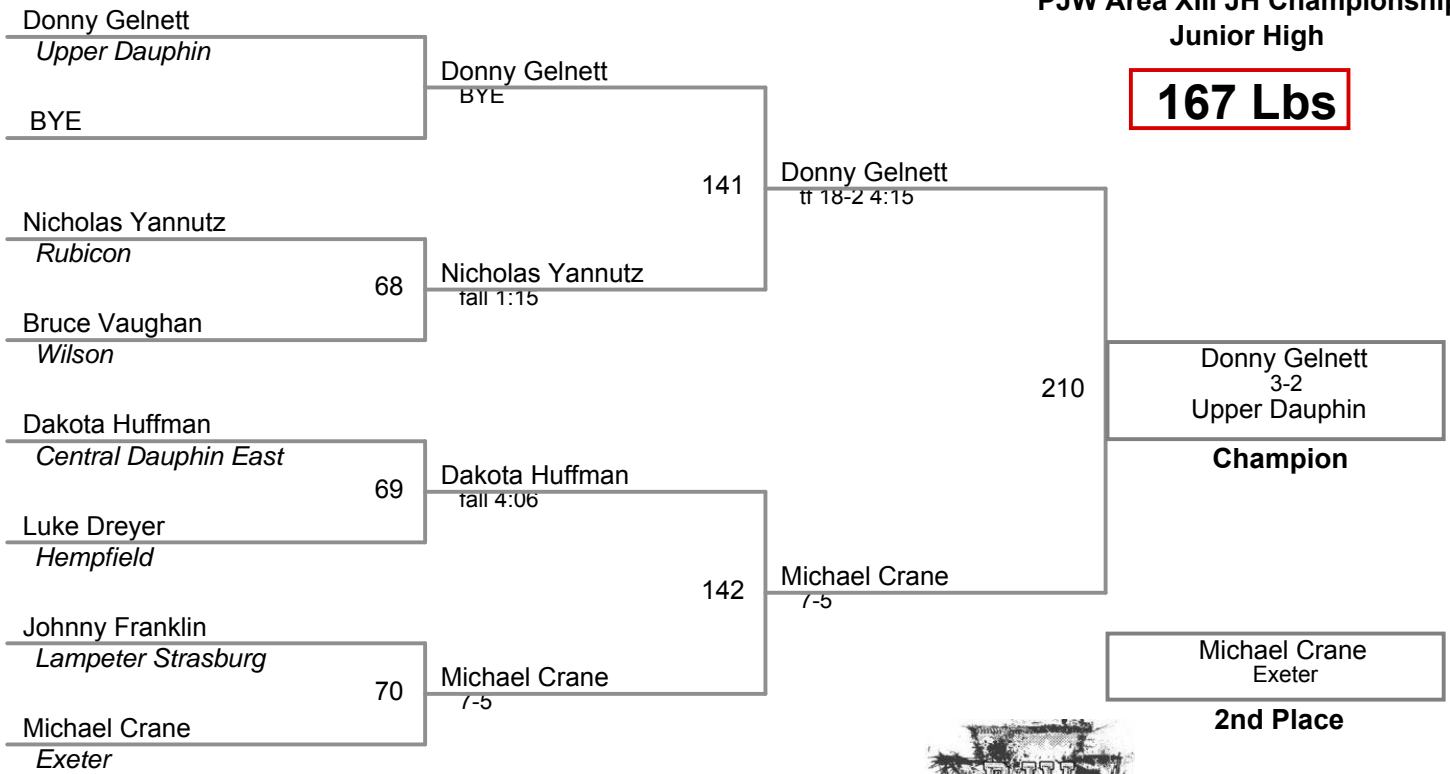 PJW Area XIII JH Championship
Junior High
167 Lbs
Donny Gelnett
Upper Dauphin
BYE
Nicholas Yannutz
Rubicon
68
Bruce Vaughan
Wilson
Dakota Huffman
Central Dauphin East
69
Luke Dreyer
Hempfield
Johnny Franklin
Lampeter Strasburg
70
Michael Crane
Exeter
Donny Gelnett
BYE
141
Nicholas Yannutz
fall 1:15
Dakota Huffman
fall 4:06
142
Michael Crane
7-5
Donny Gelnett
tf 18-2 4:15
210
Michael Crane
7-5
Donny Gelnett
3-2
Upper Dauphin
Champion
Michael Crane
Exeter
2nd Place